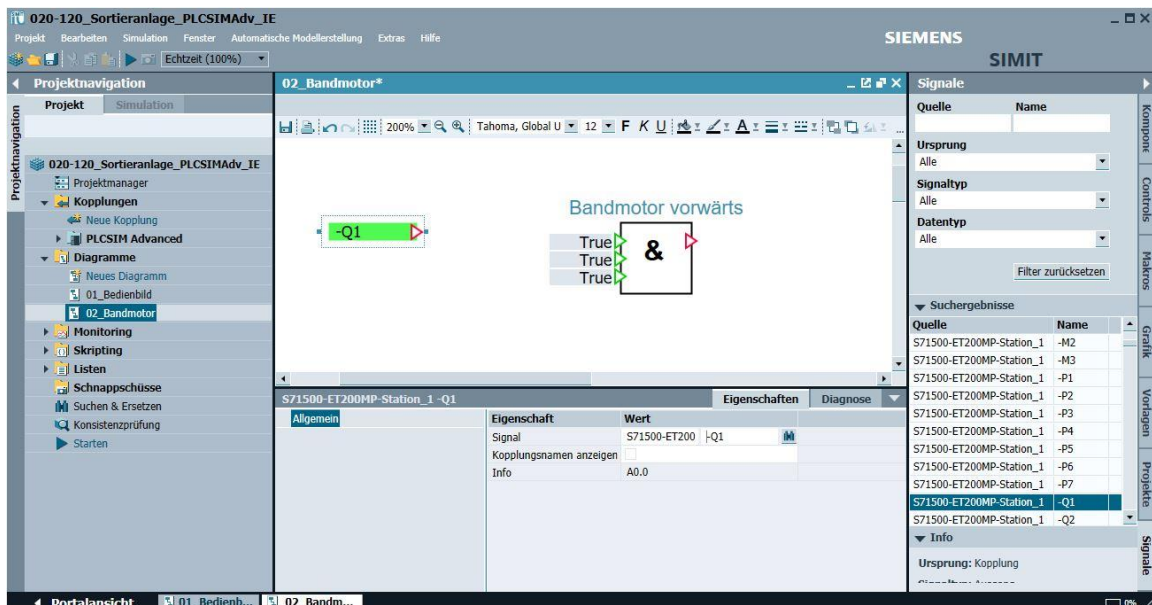 020-120_Sortieranlage_PLCSIMAdv_IE
Projekt Bearbeiten Simulation Fenster Automatische Modellerstellung Extras Hilfe
SIEMENS
SIMIT
Echtzeit (100%)
Projektnavigation
Projekt Simulation
Projektnavigation
020-120_Sortieranlage_PLCSIMAdv_IE
Projektmanager
Kopplungen
Neue Kopplung
PLCSIM Advanced
Diagramme
Neues Diagramm
01_Bedienbild
02_Bandmotor
Monitoring
Skripting
Listen
Schnappschüsse
Suchen & Ersetzen
Konsistenzprüfung
Starten
02_Bandmotor*
200% Tahoma, Global U 12 F K U A
-Q1
Bandmotor vorwärts
True
True
True
&
S71500-ET200MP-Station_1 -Q1
Eigenschaften Diagnose
Allgemein
Eigenschaft Wert
Signal S71500-ET200 -Q1
Kopplungsnamen anzeigen
Info A0.0
Signale
Quelle Name
Ursprung
Alle
Signaltyp
Alle
Datentyp
Alle
Filter zurücksetzen
Suchergebnisse
Quelle Name
S71500-ET200MP-Station_1 -M2
S71500-ET200MP-Station_1 -M3
S71500-ET200MP-Station_1 -P1
S71500-ET200MP-Station_1 -P2
S71500-ET200MP-Station_1 -P3
S71500-ET200MP-Station_1 -P4
S71500-ET200MP-Station_1 -P5
S71500-ET200MP-Station_1 -P6
S71500-ET200MP-Station_1 -P7
S71500-ET200MP-Station_1 -Q1
S71500-ET200MP-Station_1 -Q2
Info
Ursprung: Kopplung
Kompone
Controls
Makros
Grafik
Vorlagen
Projekte
Signale
Portalansicht 01_Bedienb... 02_Bandm...
0%